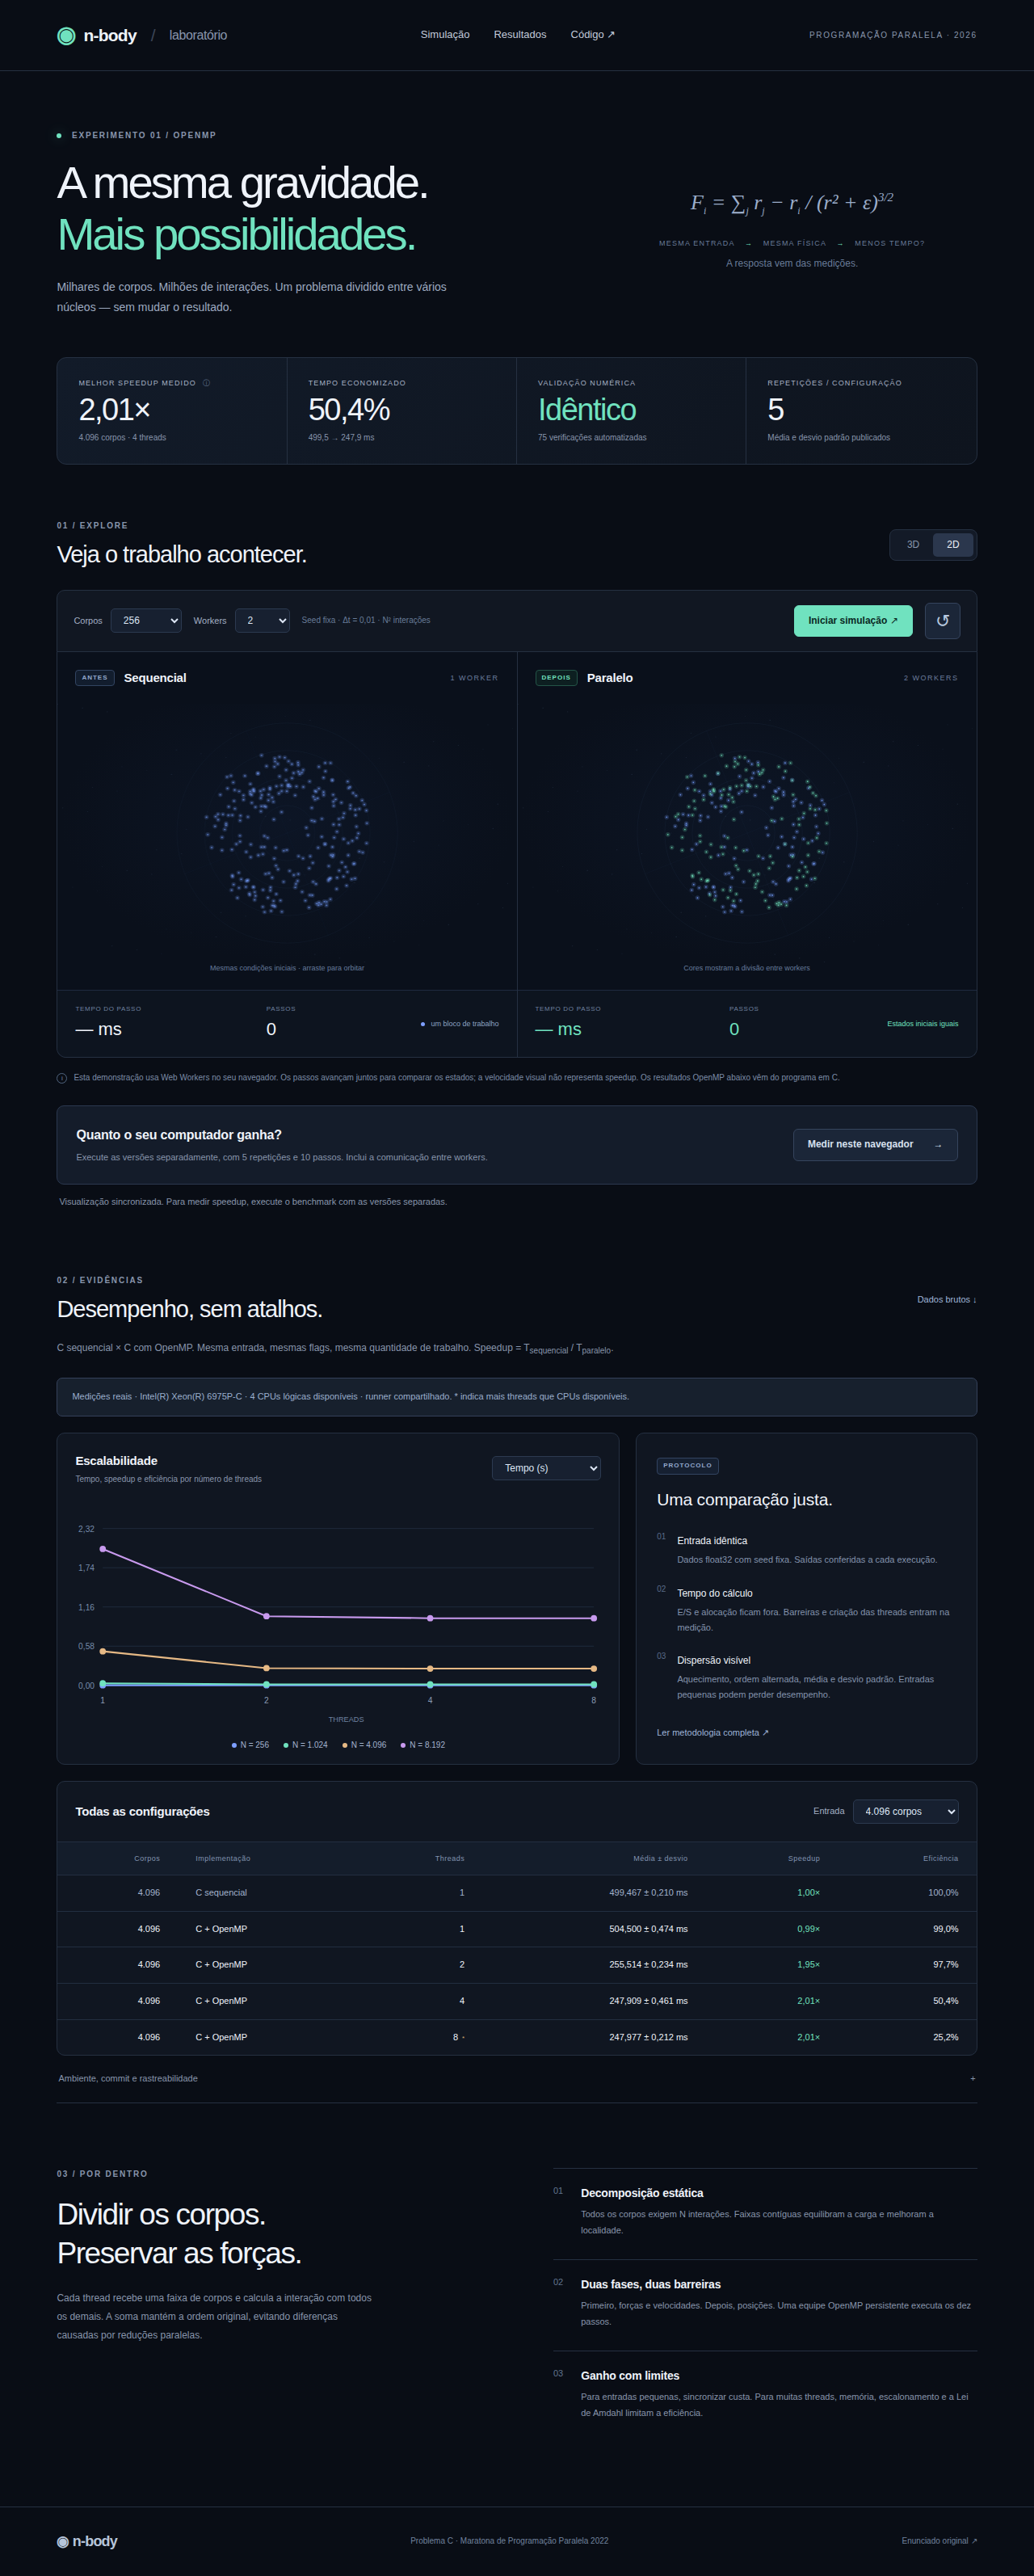 n-body / laboratório
Simulação Resultados Código ↗
PROGRAMAÇÃO PARALELA · 2026
EXPERIMENTO 01 / OPENMP
A mesma gravidade.
Mais possibilidades.
Milhares de corpos. Milhões de interações. Um problema dividido entre vários
núcleos — sem mudar o resultado.
Fi = ∑j rj − ri / (r² + ε)3/2
MESMA ENTRADA → MESMA FÍSICA → MENOS TEMPO?
A resposta vem das medições.
MELHOR SPEEDUP MEDIDO ⓘ
2,01×
4.096 corpos · 4 threads
TEMPO ECONOMIZADO
50,4%
499,5 → 247,9 ms
VALIDAÇÃO NUMÉRICA
Idêntico
75 verificações automatizadas
REPETIÇÕES / CONFIGURAÇÃO
5
Média e desvio padrão publicados
01 / EXPLORE
Veja o trabalho acontecer.
3D 2D
Corpos 256 Workers 2 Seed fixa · Δt = 0,01 · N² interações
Iniciar simulação ↗ ↺
ANTES Sequencial 1 WORKER
DEPOIS Paralelo 2 WORKERS
Mesmas condições iniciais · arraste para orbitar
Cores mostram a divisão entre workers
TEMPO DO PASSO PASSOS
— ms 0 um bloco de trabalho
TEMPO DO PASSO PASSOS
— ms 0 Estados iniciais iguais
i Esta demonstração usa Web Workers no seu navegador. Os passos avançam juntos para comparar os estados; a velocidade visual não representa speedup. Os resultados OpenMP abaixo vêm do programa em C.
Quanto o seu computador ganha?
Execute as versões separadamente, com 5 repetições e 10 passos. Inclui a comunicação entre workers.
Medir neste navegador →
Visualização sincronizada. Para medir speedup, execute o benchmark com as versões separadas.
02 / EVIDÊNCIAS
Desempenho, sem atalhos.
Dados brutos ↓
C sequencial × C com OpenMP. Mesma entrada, mesmas flags, mesma quantidade de trabalho. Speedup = Tsequencial / Tparalelo.
Medições reais · Intel(R) Xeon(R) 6975P-C · 4 CPUs lógicas disponíveis · runner compartilhado. * indica mais threads que CPUs disponíveis.
Escalabilidade
Tempo, speedup e eficiência por número de threads
Tempo (s)
2,32
1,74
1,16
0,58
0,00
1 2 4 8
THREADS
N = 256 N = 1.024 N = 4.096 N = 8.192
PROTOCOLO
Uma comparação justa.
01 Entrada idêntica
Dados float32 com seed fixa. Saídas conferidas a cada execução.
02 Tempo do cálculo
E/S e alocação ficam fora. Barreiras e criação das threads entram na
medição.
03 Dispersão visível
Aquecimento, ordem alternada, média e desvio padrão. Entradas
pequenas podem perder desempenho.
Ler metodologia completa ↗
Todas as configurações
Entrada 4.096 corpos
Corpos Implementação Threads Média ± desvio Speedup Eficiência
4.096 C sequencial 1 499,467 ± 0,210 ms 1,00× 100,0%
4.096 C + OpenMP 1 504,500 ± 0,474 ms 0,99× 99,0%
4.096 C + OpenMP 2 255,514 ± 0,234 ms 1,95× 97,7%
4.096 C + OpenMP 4 247,909 ± 0,461 ms 2,01× 50,4%
4.096 C + OpenMP 8 * 247,977 ± 0,212 ms 2,01× 25,2%
Ambiente, commit e rastreabilidade +
03 / POR DENTRO
Dividir os corpos.
Preservar as forças.
Cada thread recebe uma faixa de corpos e calcula a interação com todos
os demais. A soma mantém a ordem original, evitando diferenças
causadas por reduções paralelas.
01 Decomposição estática
Todos os corpos exigem N interações. Faixas contíguas equilibram a carga e melhoram a
localidade.
02 Duas fases, duas barreiras
Primeiro, forças e velocidades. Depois, posições. Uma equipe OpenMP persistente executa os dez
passos.
03 Ganho com limites
Para entradas pequenas, sincronizar custa. Para muitas threads, memória, escalonamento e a Lei
de Amdahl limitam a eficiência.
n-body
Problema C · Maratona de Programação Paralela 2022
Enunciado original ↗